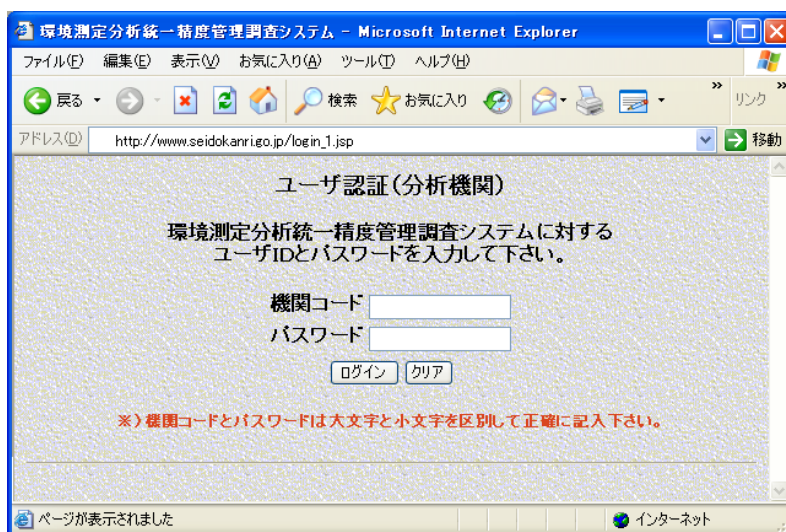 環境測定分析統一精度管理調査システム - Microsoft Internet Explorer
ファイル(F) 編集(E) 表示(V) お気に入り(A) ツール(T) ヘルプ(H)
戻る 検索 お気に入り » リンク »
アドレス(D) http://www.seidokanri.go.jp/login_1.jsp 移動
ユーザ認証(分析機関)
環境測定分析統一精度管理調査システムに対する
ユーザIDとパスワードを入力して下さい。
機関コード
パスワード
ログイン クリア
※)機関コードとパスワードは大文字と小文字を区別して正確に記入下さい。
ページが表示されました インターネット